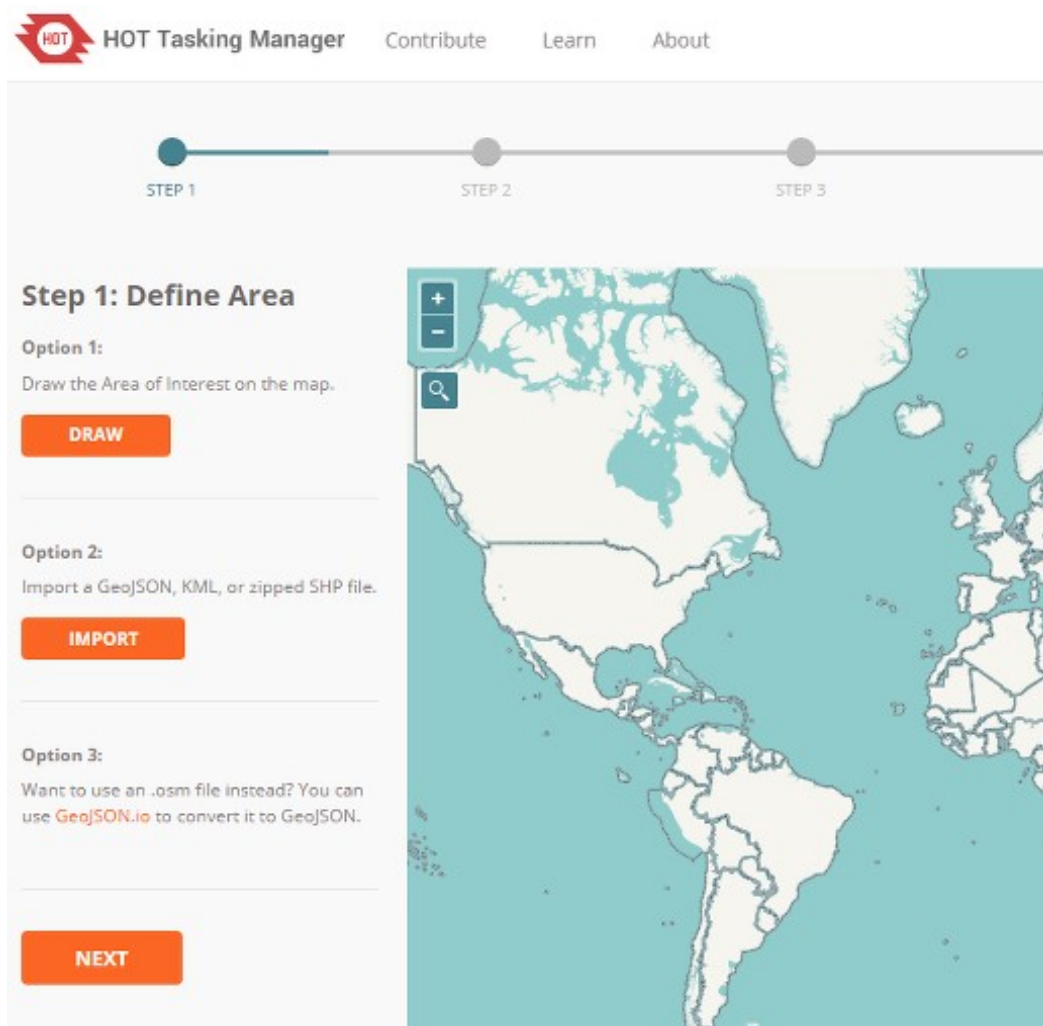 HOT
HOT Tasking Manager
Contribute
Learn
About
STEP 1
STEP 2
STEP 3
Step 1: Define Area
Option 1:
Draw the Area of Interest on the map.
DRAW
Option 2:
Import a GeoJSON, KML, or zipped SHP file.
IMPORT
Option 3:
Want to use an .osm file instead? You can
use GeoJSON.io to convert it to GeoJSON.
NEXT
+
−